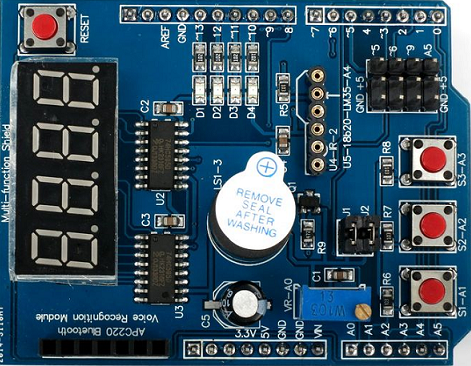 RESET
AREF
GND
13
12
11
10
9
8
7
6
5
4
3
2
1
0
5
6
9
A5
GND +5
GND +5
D1
D2
D3
D4
R5
U4-IR-2
U5-18b20-LM35-A4
C2
U2
LS1-3
Multi-function Shield
REMOVE
SEAL
AFTER
WASHING
R8
S3-A3
J1
J2
R7
S2-A2
R9
C3
U3
C1
VR-A0
W103
R6
S1-A1
C5
APC220 Bluetooth
Voice Recognition Module
3.3V
5V
GND
GND
VIN
A0
A1
A2
A3
A4
A5